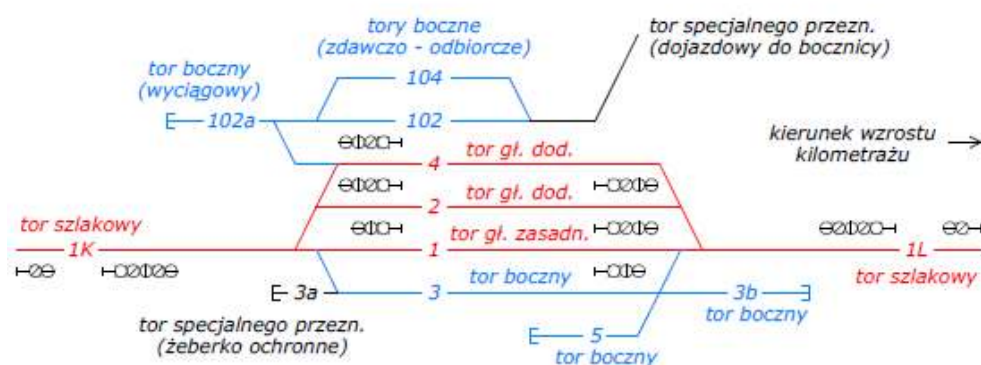 tory boczne
(zdawczo - odbiorcze)
tor specjalnego przezn.
(dojazdowy do bocznicy)
tor boczny
(wyciągowy)
104
102a
102
kierunek wzrostu
kilometrażu
4
tor gł. dod.
2
tor gł. dod.
tor szlakowy
1K
1
tor gł. zasadn.
1L
tor szlakowy
3a
3
tor boczny
3b
tor boczny
tor specjalnego przezn.
(żeberko ochronne)
5
tor boczny